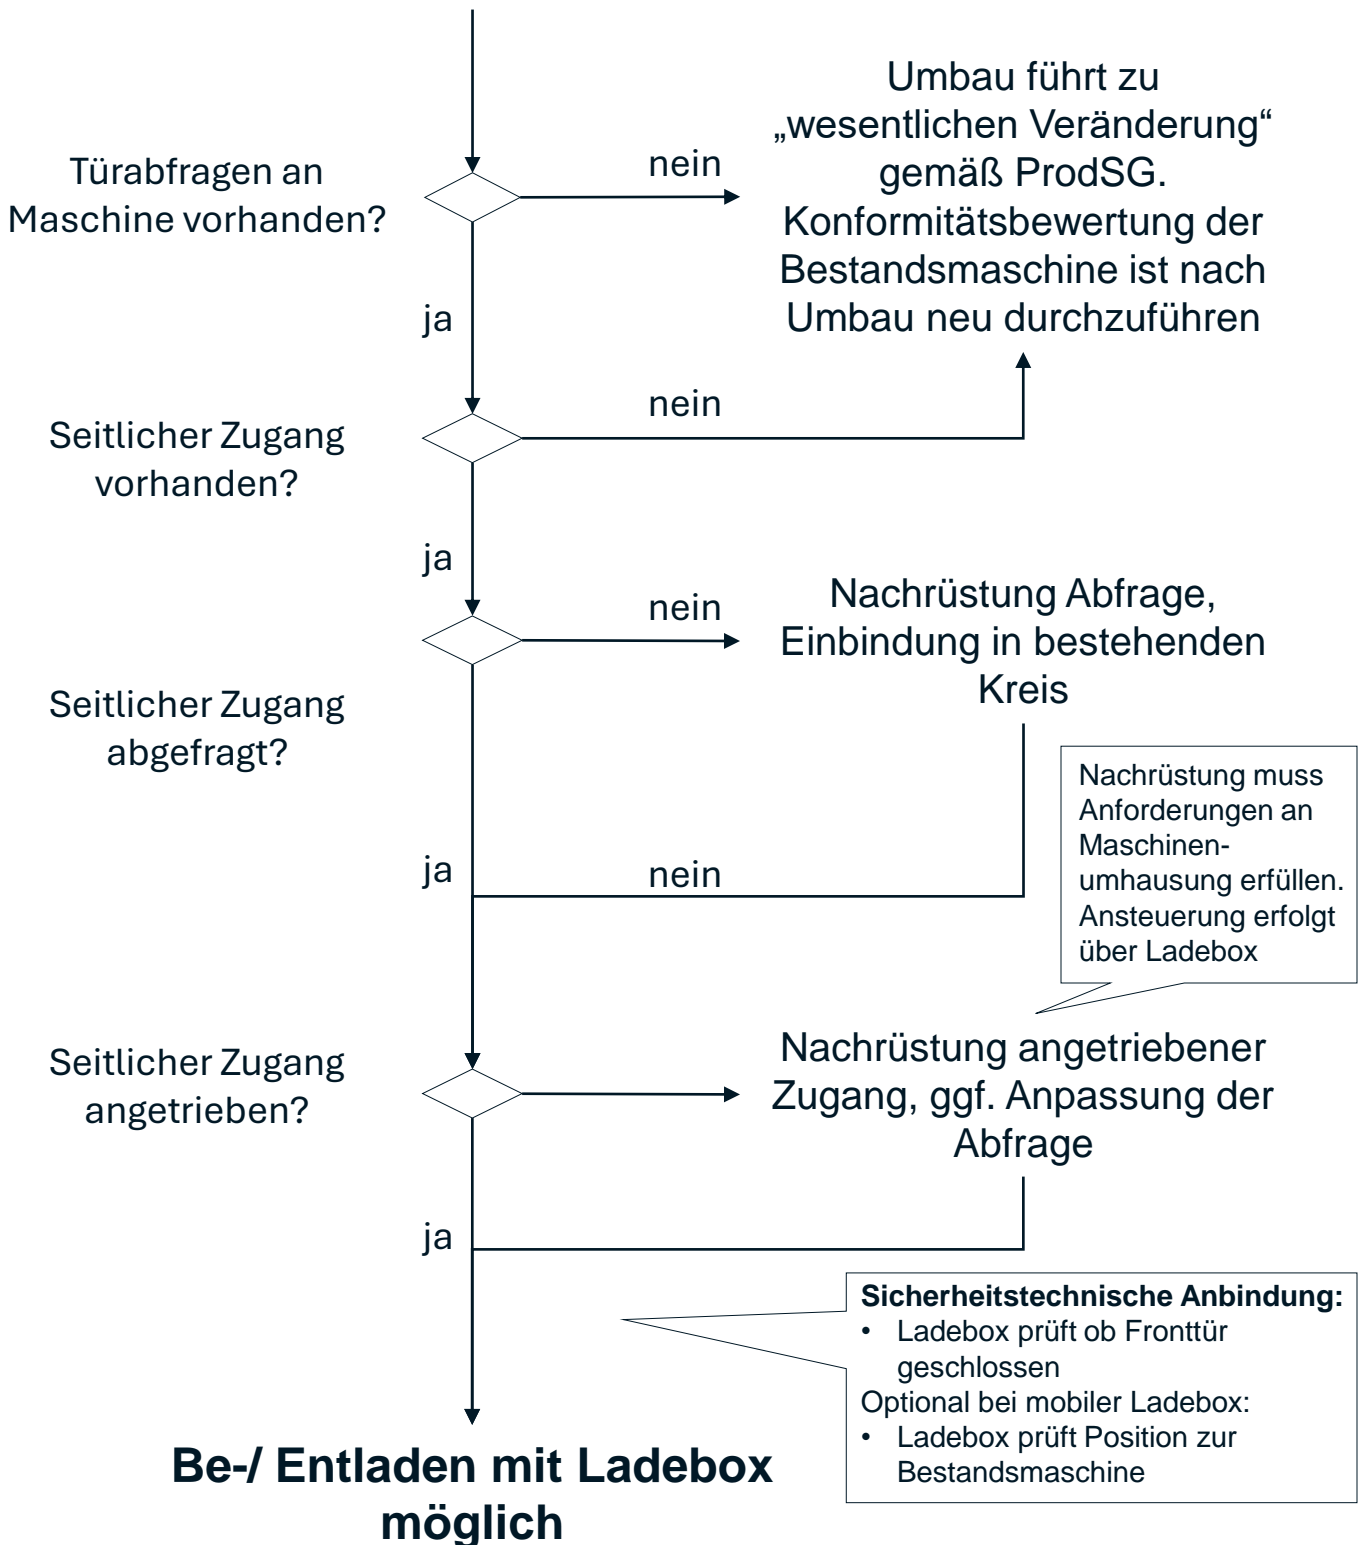 Türabfragen an
Maschine vorhanden?
nein
Umbau führt zu
„wesentlichen Veränderung“
gemäß ProdSG.
Konformitätsbewertung der
Bestandsmaschine ist nach
Umbau neu durchzuführen
ja
Seitlicher Zugang
vorhanden?
nein
ja
Seitlicher Zugang
abgefragt?
nein
Nachrüstung Abfrage,
Einbindung in bestehenden
Kreis
ja
nein
Nachrüstung muss
Anforderungen an
Maschinen-
umhausung erfüllen.
Ansteuerung erfolgt
über Ladebox
Seitlicher Zugang
angetrieben?
Nachrüstung angetriebener
Zugang, ggf. Anpassung der
Abfrage
ja
Sicherheitstechnische Anbindung:
• Ladebox prüft ob Fronttür
geschlossen
Optional bei mobiler Ladebox:
• Ladebox prüft Position zur
Bestandsmaschine
Be-/ Entladen mit Ladebox
möglich